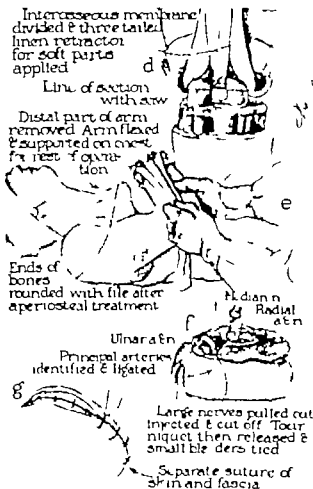 Interosseous membrane
divided & three tailed
linen retractor
for soft parts
applied
d
Line of section
with saw
Distal part of arm
removed Arm flexed
& supported on chest
for rest of opera-
tion
e
Ends of
bones
rounded with file after
aperiosteal treatment
f
Median n
Radial
a & n
Ulnar a & n
Principal arteries
identified & ligated
g
Large nerves pulled out
injected & cut off Tour
niquet then released &
small bleeders tied
Separate suture of
skin and fascia